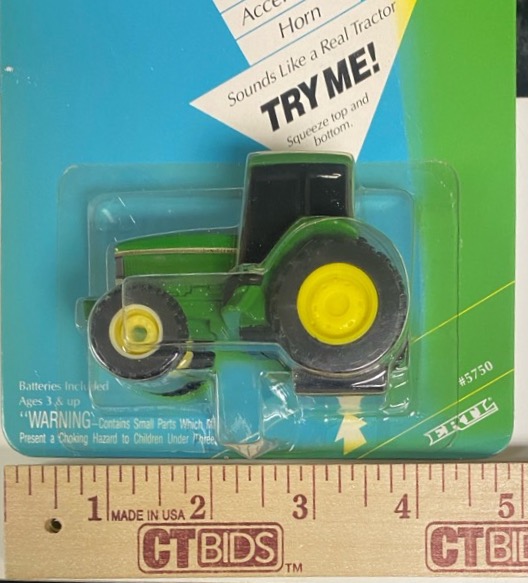 Horn
Sounds Like a Real Tractor
TRY ME!
Squeeze top and
bottom.
Batteries Included
Ages 3 & up
"WARNING–Contains Small Parts Which
Present a Choking Hazard to Children Under Three
#5750
ERTL
1 MADE IN USA 2 3 4 5
CTBIDS TM